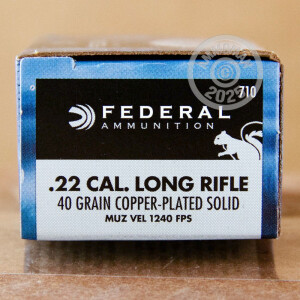 710
FEDERAL
AMMUNITION
.22 CAL. LONG RIFLE
40 GRAIN COPPER-PLATED SOLID
MUZ VEL 1240 FPS